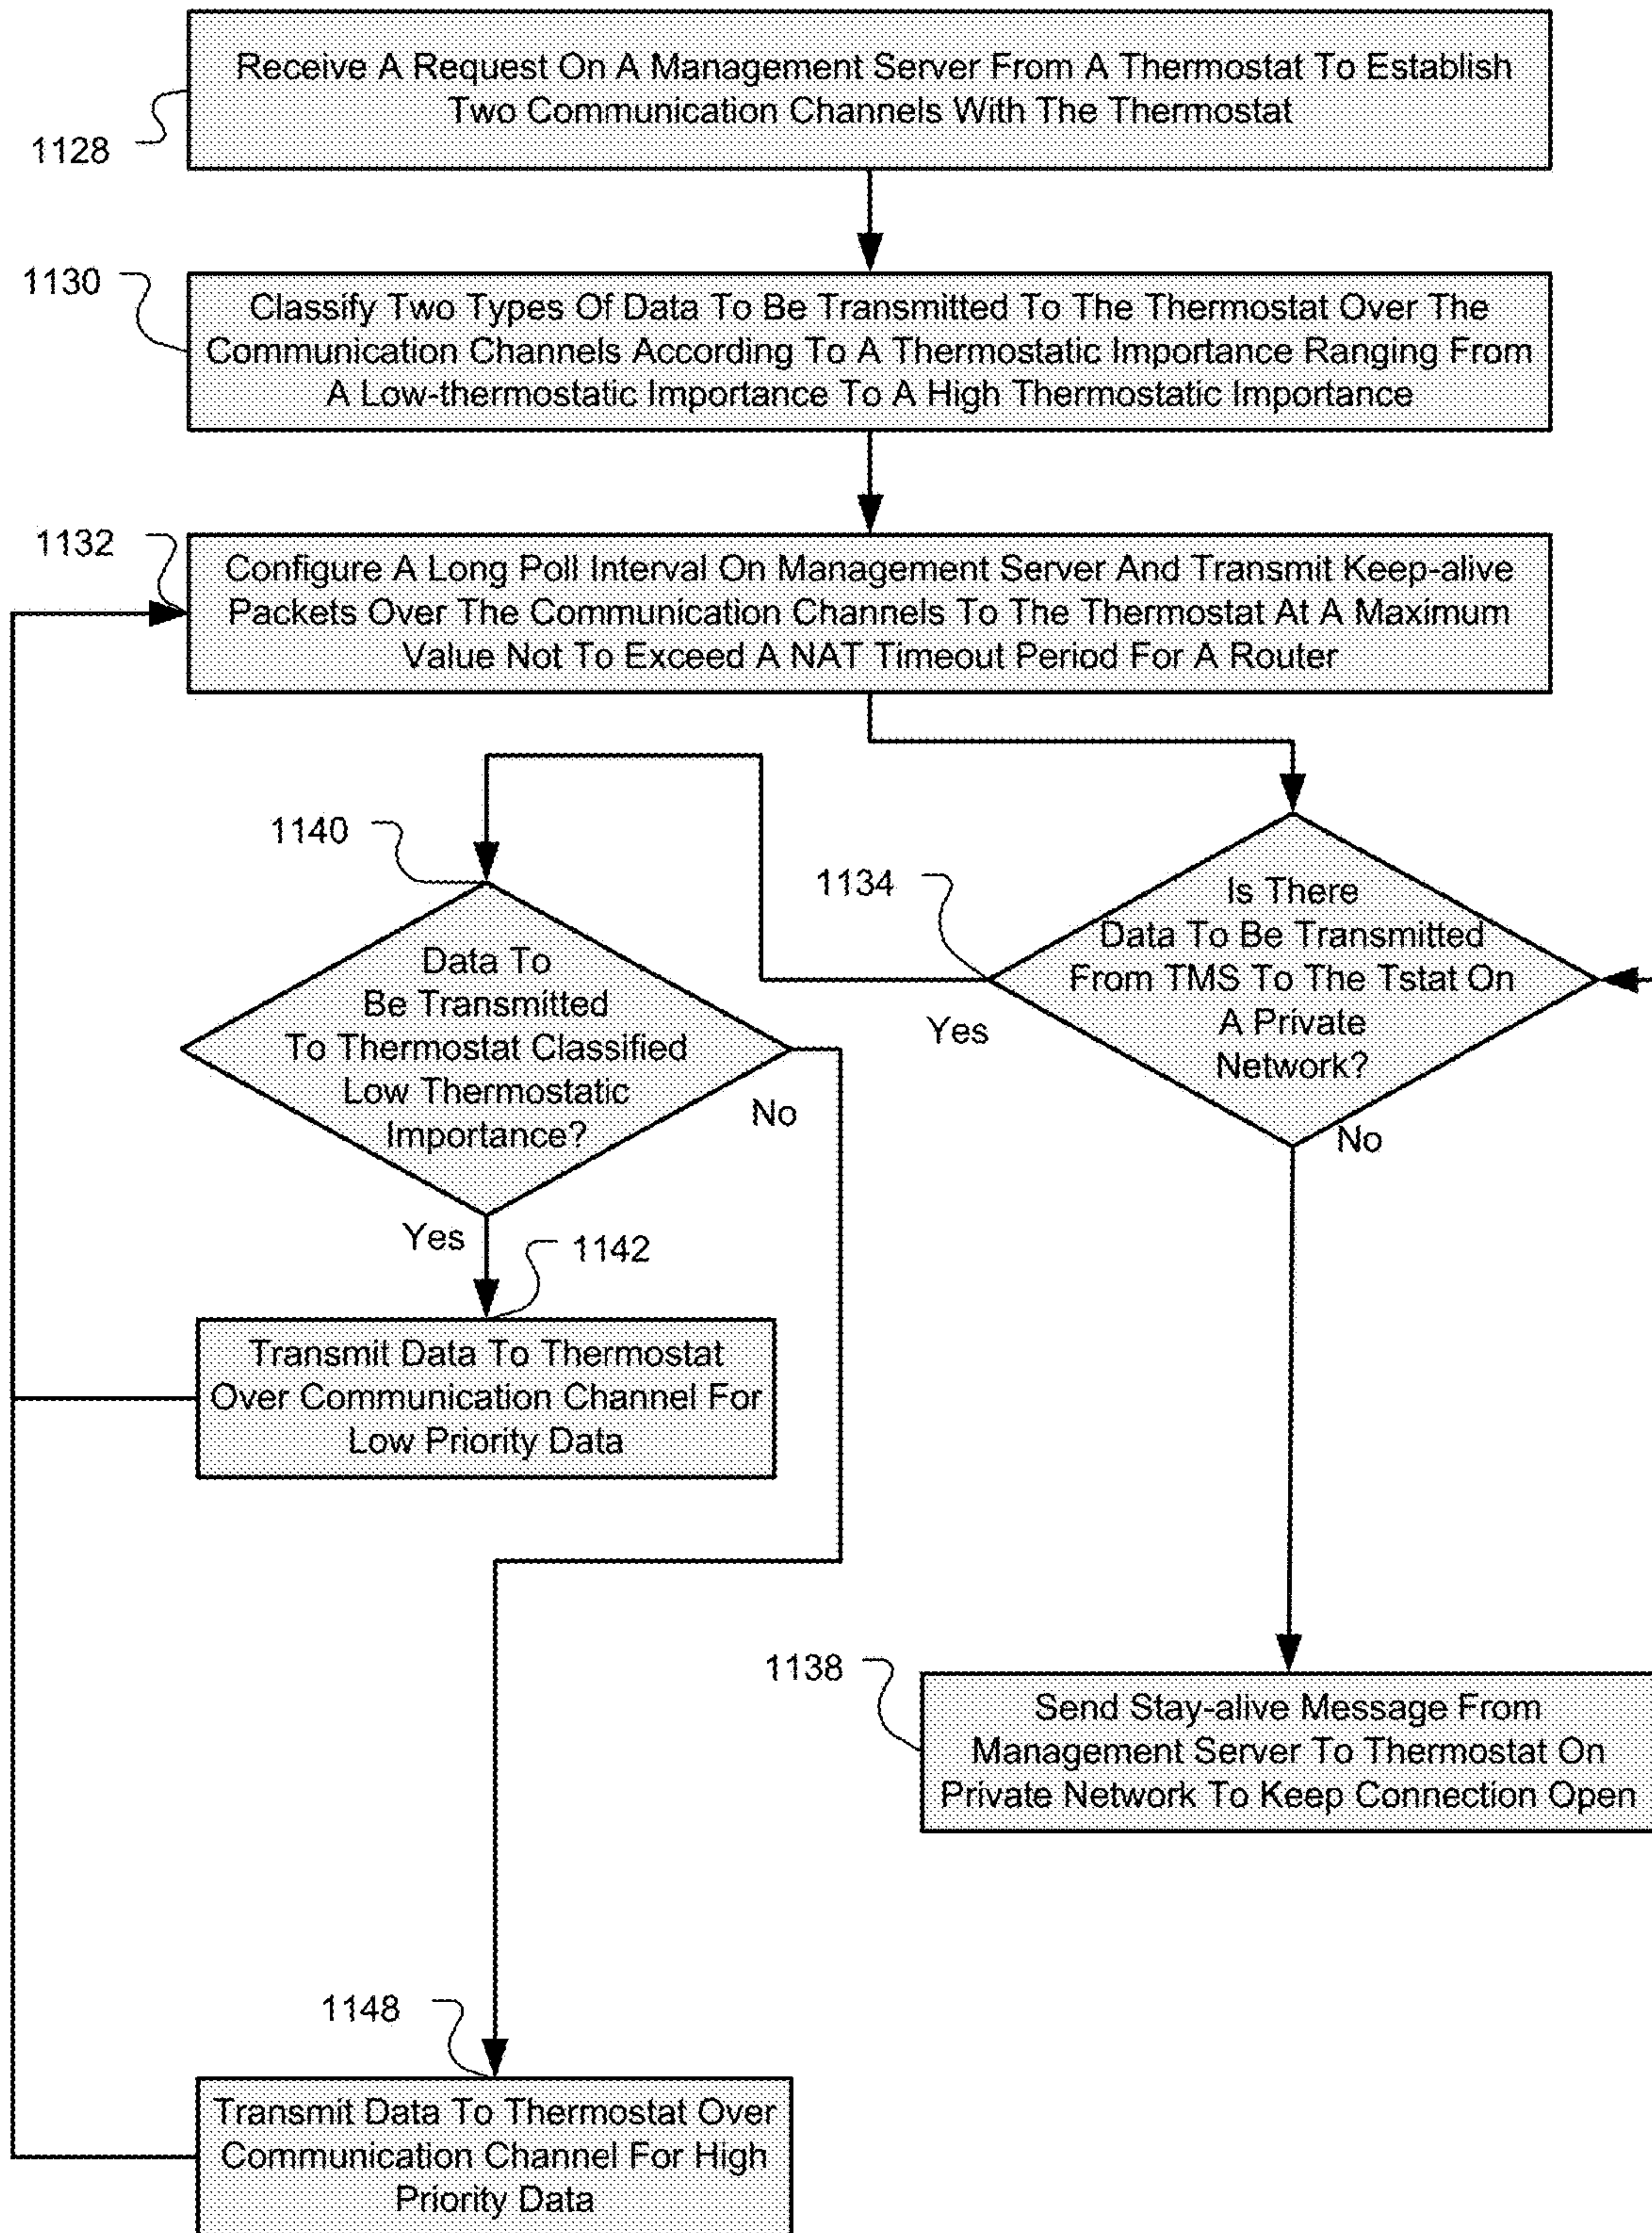 Receive A Request On A Management Server From A Thermostat To Establish
Two Communication Channels With The Thermostat
1128
1130
Classify Two Types Of Data To Be Transmitted To The Thermostat Over The
Communication Channels According To A Thermostatic Importance Ranging From
A Low-thermostatic Importance To A High Thermostatic Importance
1132
Configure A Long Poll Interval On Management Server And Transmit Keep-alive
Packets Over The Communication Channels To The Thermostat At A Maximum
Value Not To Exceed A NAT Timeout Period For A Router
1140
Data To
Be Transmitted
To Thermostat Classified
Low Thermostatic
Importance?
No
Yes
1134
Is There
Data To Be Transmitted
From TMS To The Tstat On
A Private
Network?
Yes
No
1142
Transmit Data To Thermostat
Over Communication Channel For
Low Priority Data
1138
Send Stay-alive Message From
Management Server To Thermostat On
Private Network To Keep Connection Open
1148
Transmit Data To Thermostat Over
Communication Channel For High
Priority Data